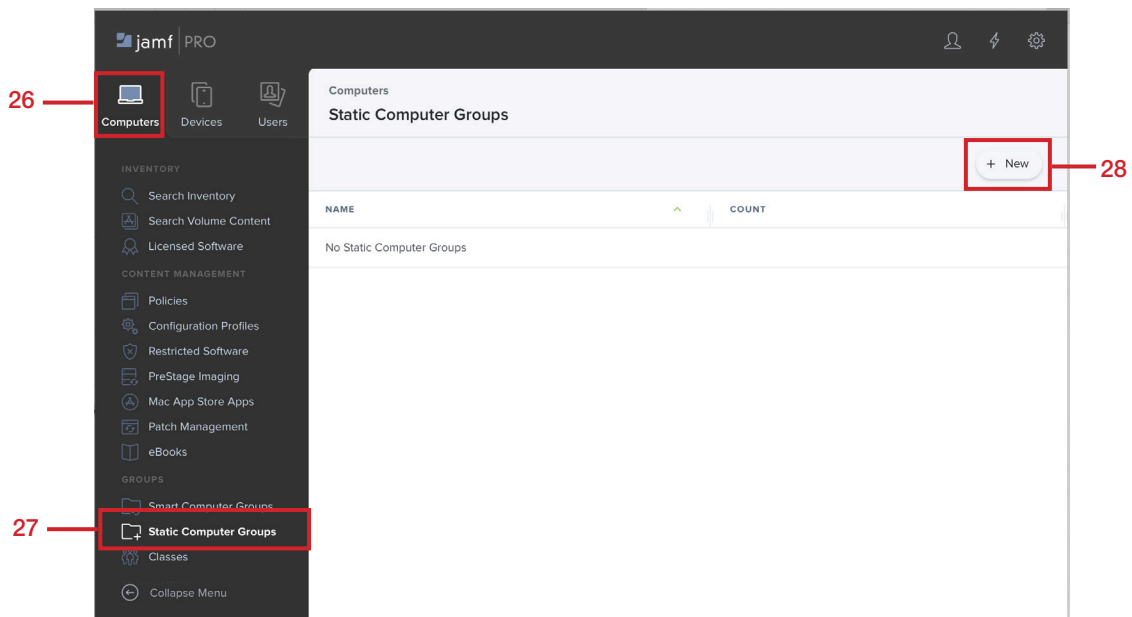 jamf PRO
26
Computers Devices Users
Computers
Static Computer Groups
+ New
28
INVENTORY
Search Inventory
Search Volume Content
Licensed Software
CONTENT MANAGEMENT
Policies
Configuration Profiles
Restricted Software
PreStage Imaging
Mac App Store Apps
Patch Management
eBooks
GROUPS
Smart Computer Groups
27
Static Computer Groups
Classes
Collapse Menu
NAME COUNT
No Static Computer Groups